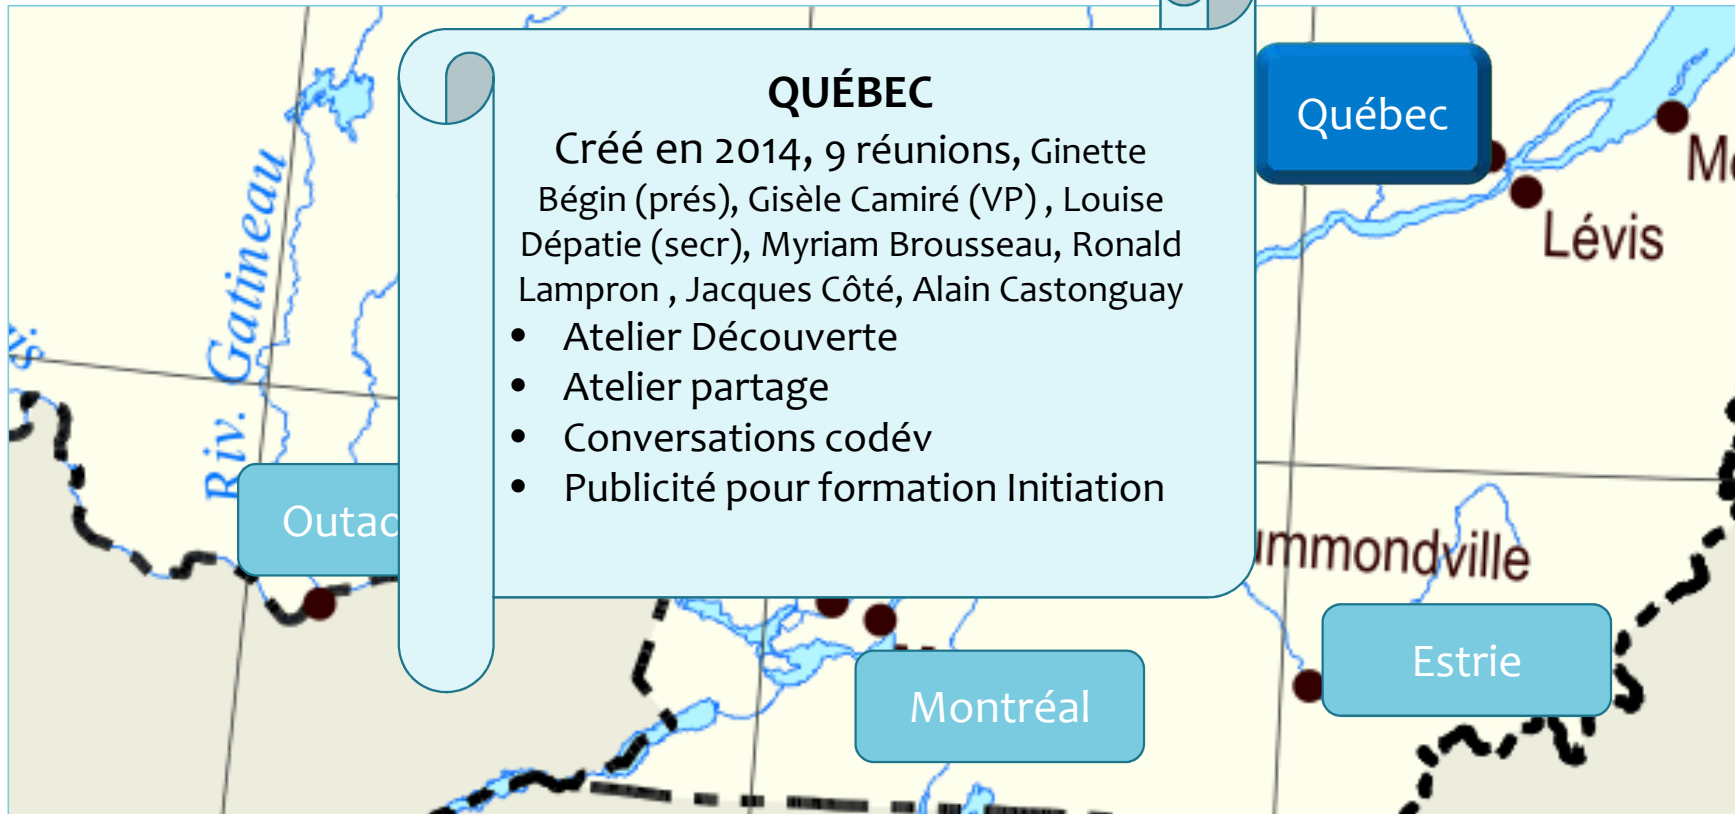 QUÉBEC
Créé en 2014, 9 réunions, Ginette
Bégin (prés), Gisèle Camiré (VP) , Louise
Dépatie (secr), Myriam Brousseau, Ronald
Lampron , Jacques Côté, Alain Castonguay
• Atelier Découverte
• Atelier partage
• Conversations codév
• Publicité pour formation Initiation
Québec
Lévis
Riv. Gatineau
Estrie
Montréal